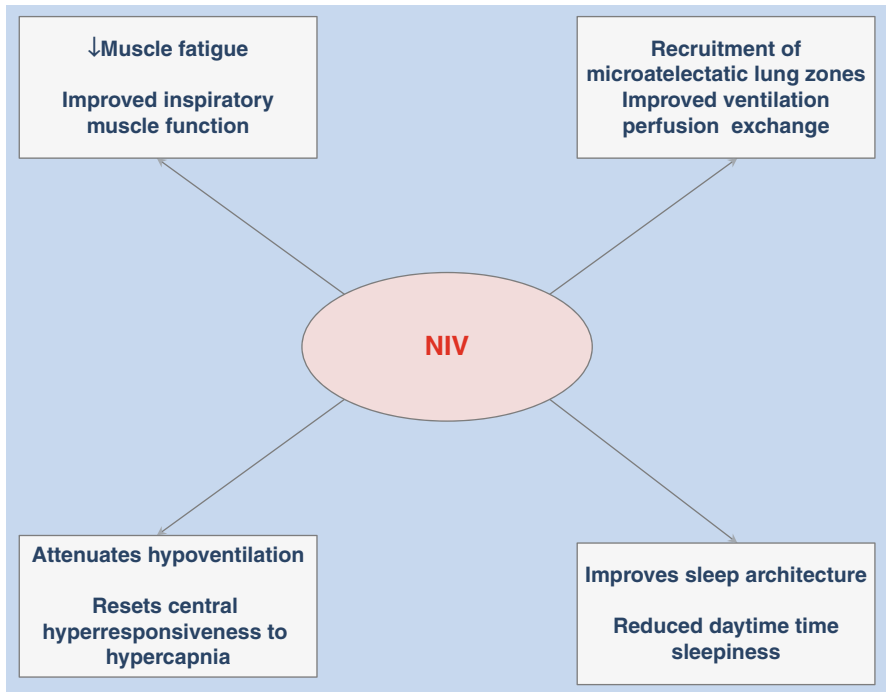 ↓Muscle fatigue
Improved inspiratory
muscle function
Recruitment of
microatelectatic lung zones
Improved ventilation
perfusion exchange
NIV
Attenuates hypoventilation
Resets central
hyperresponsiveness to
hypercapnia
Improves sleep architecture
Reduced daytime time
sleepiness